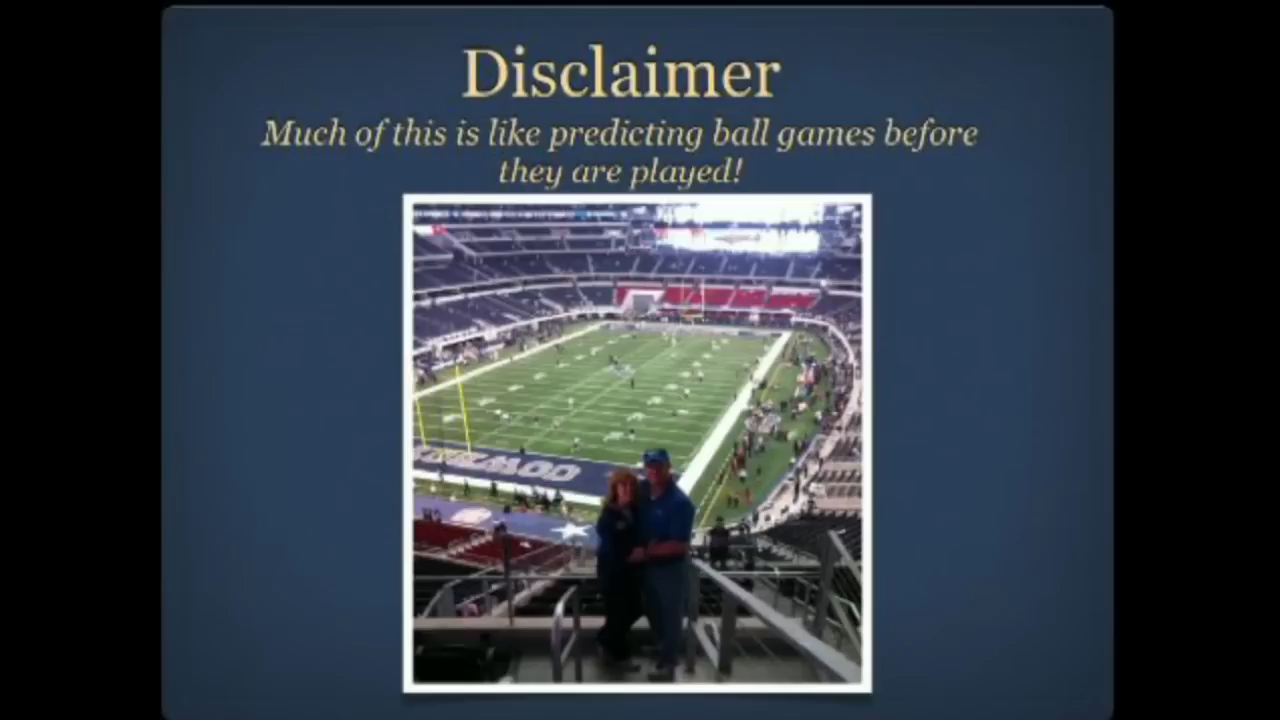 Disclaimer
Much of this is like predicting ball games before
they are played!